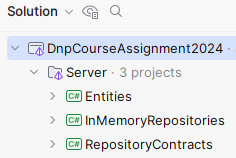 Solution
DnpCourseAssignment2024
Server · 3 projects
C# Entities
C# InMemoryRepositories
C# RepositoryContracts